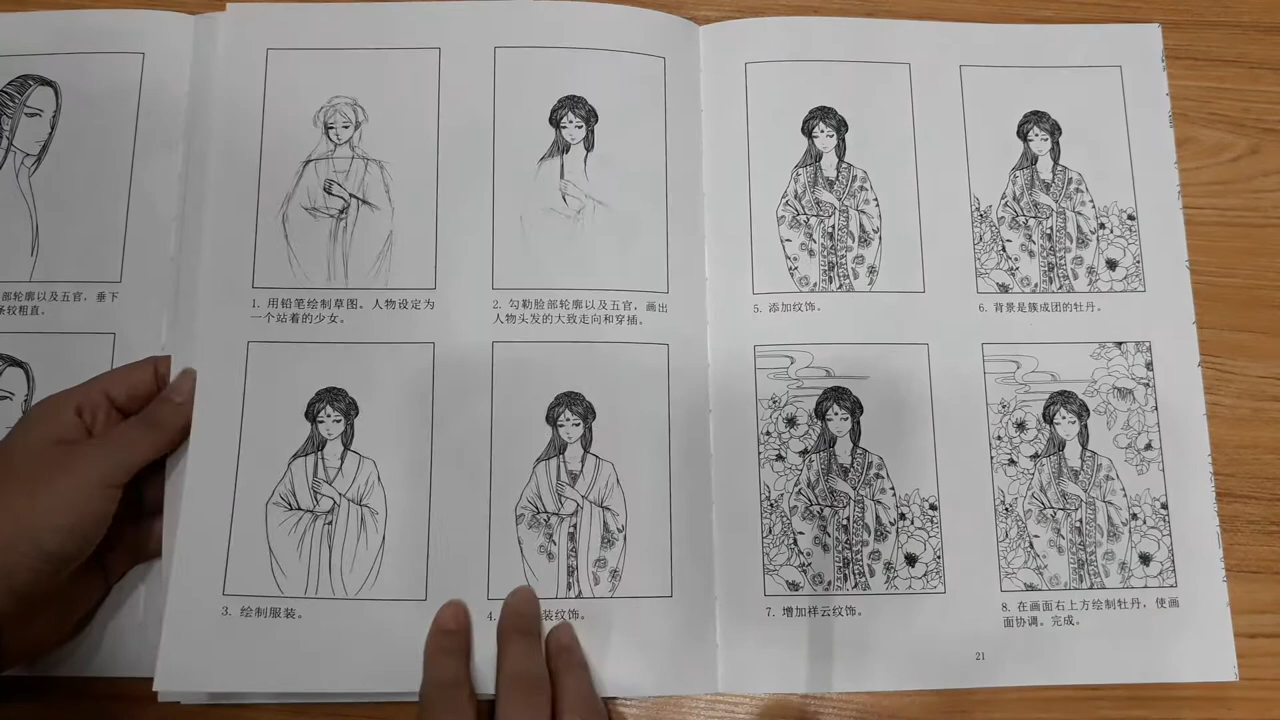 部轮廓以及五官，垂下
条较粗直。
1. 用铅笔绘制草图。人物设定为
一个站着的少女。
2. 勾勒脸部轮廓以及五官，画出
人物头发的大致走向和穿插。
3. 绘制服装。
4. 装纹饰。
5. 添加纹饰。
6. 背景是簇成团的牡丹。
7. 增加祥云纹饰。
8. 在画面右上方绘制牡丹，使画
面协调。完成。
21